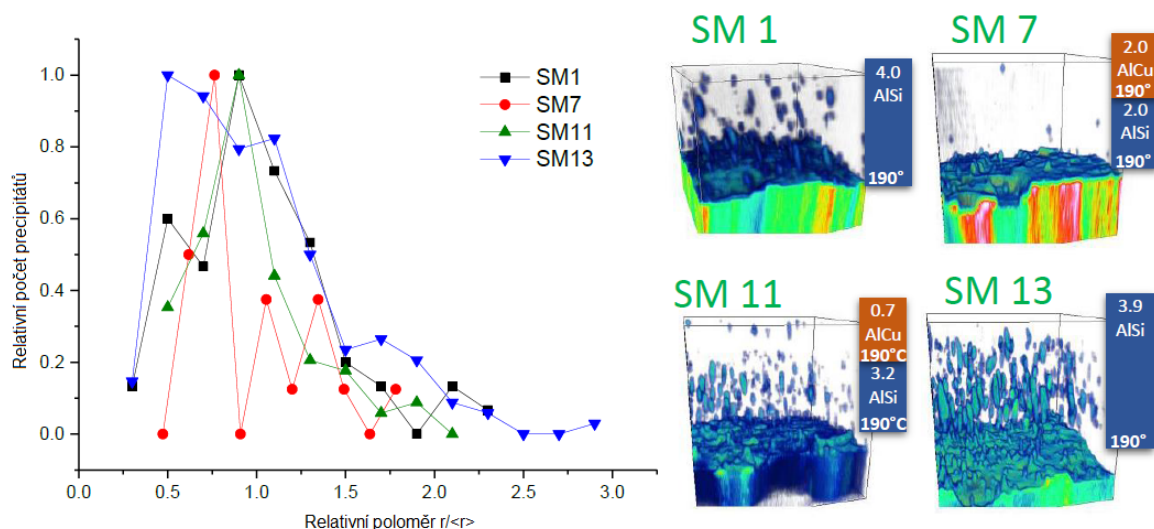 Relativní počet precipitátů
1.0
0.8
0.6
0.4
0.2
0.0
0.0
0.5
1.0
1.5
2.0
2.5
3.0
Relativní poloměr r/<r>
SM1
SM7
SM11
SM13
SM 1
4.0
AlSi
190°
SM 7
2.0
AlCu
190°
2.0
AlSi
190°
SM 11
0.7
AlCu
190°C
3.2
AlSi
190°C
SM 13
3.9
AlSi
190°